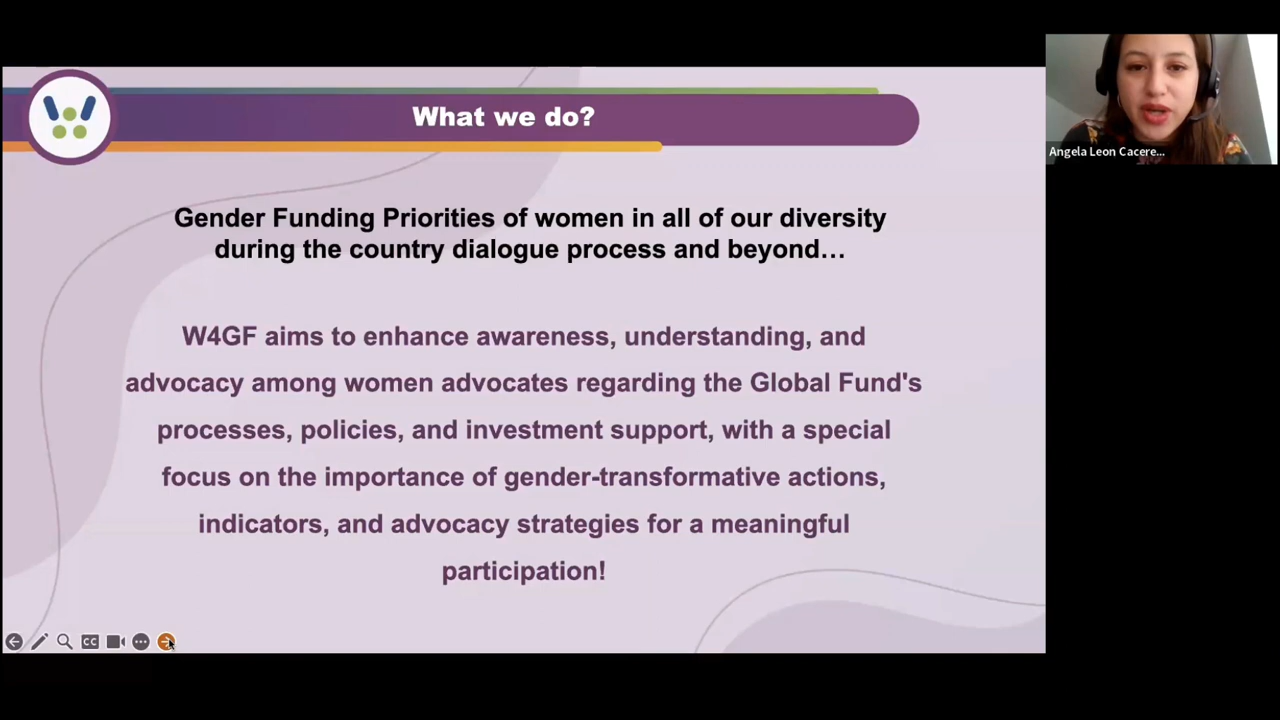 What we do?
Angela Leon Cacere...
Gender Funding Priorities of women in all of our diversity
during the country dialogue process and beyond…
W4GF aims to enhance awareness, understanding, and
advocacy among women advocates regarding the Global Fund's
processes, policies, and investment support, with a special
focus on the importance of gender-transformative actions,
indicators, and advocacy strategies for a meaningful
participation!
CC